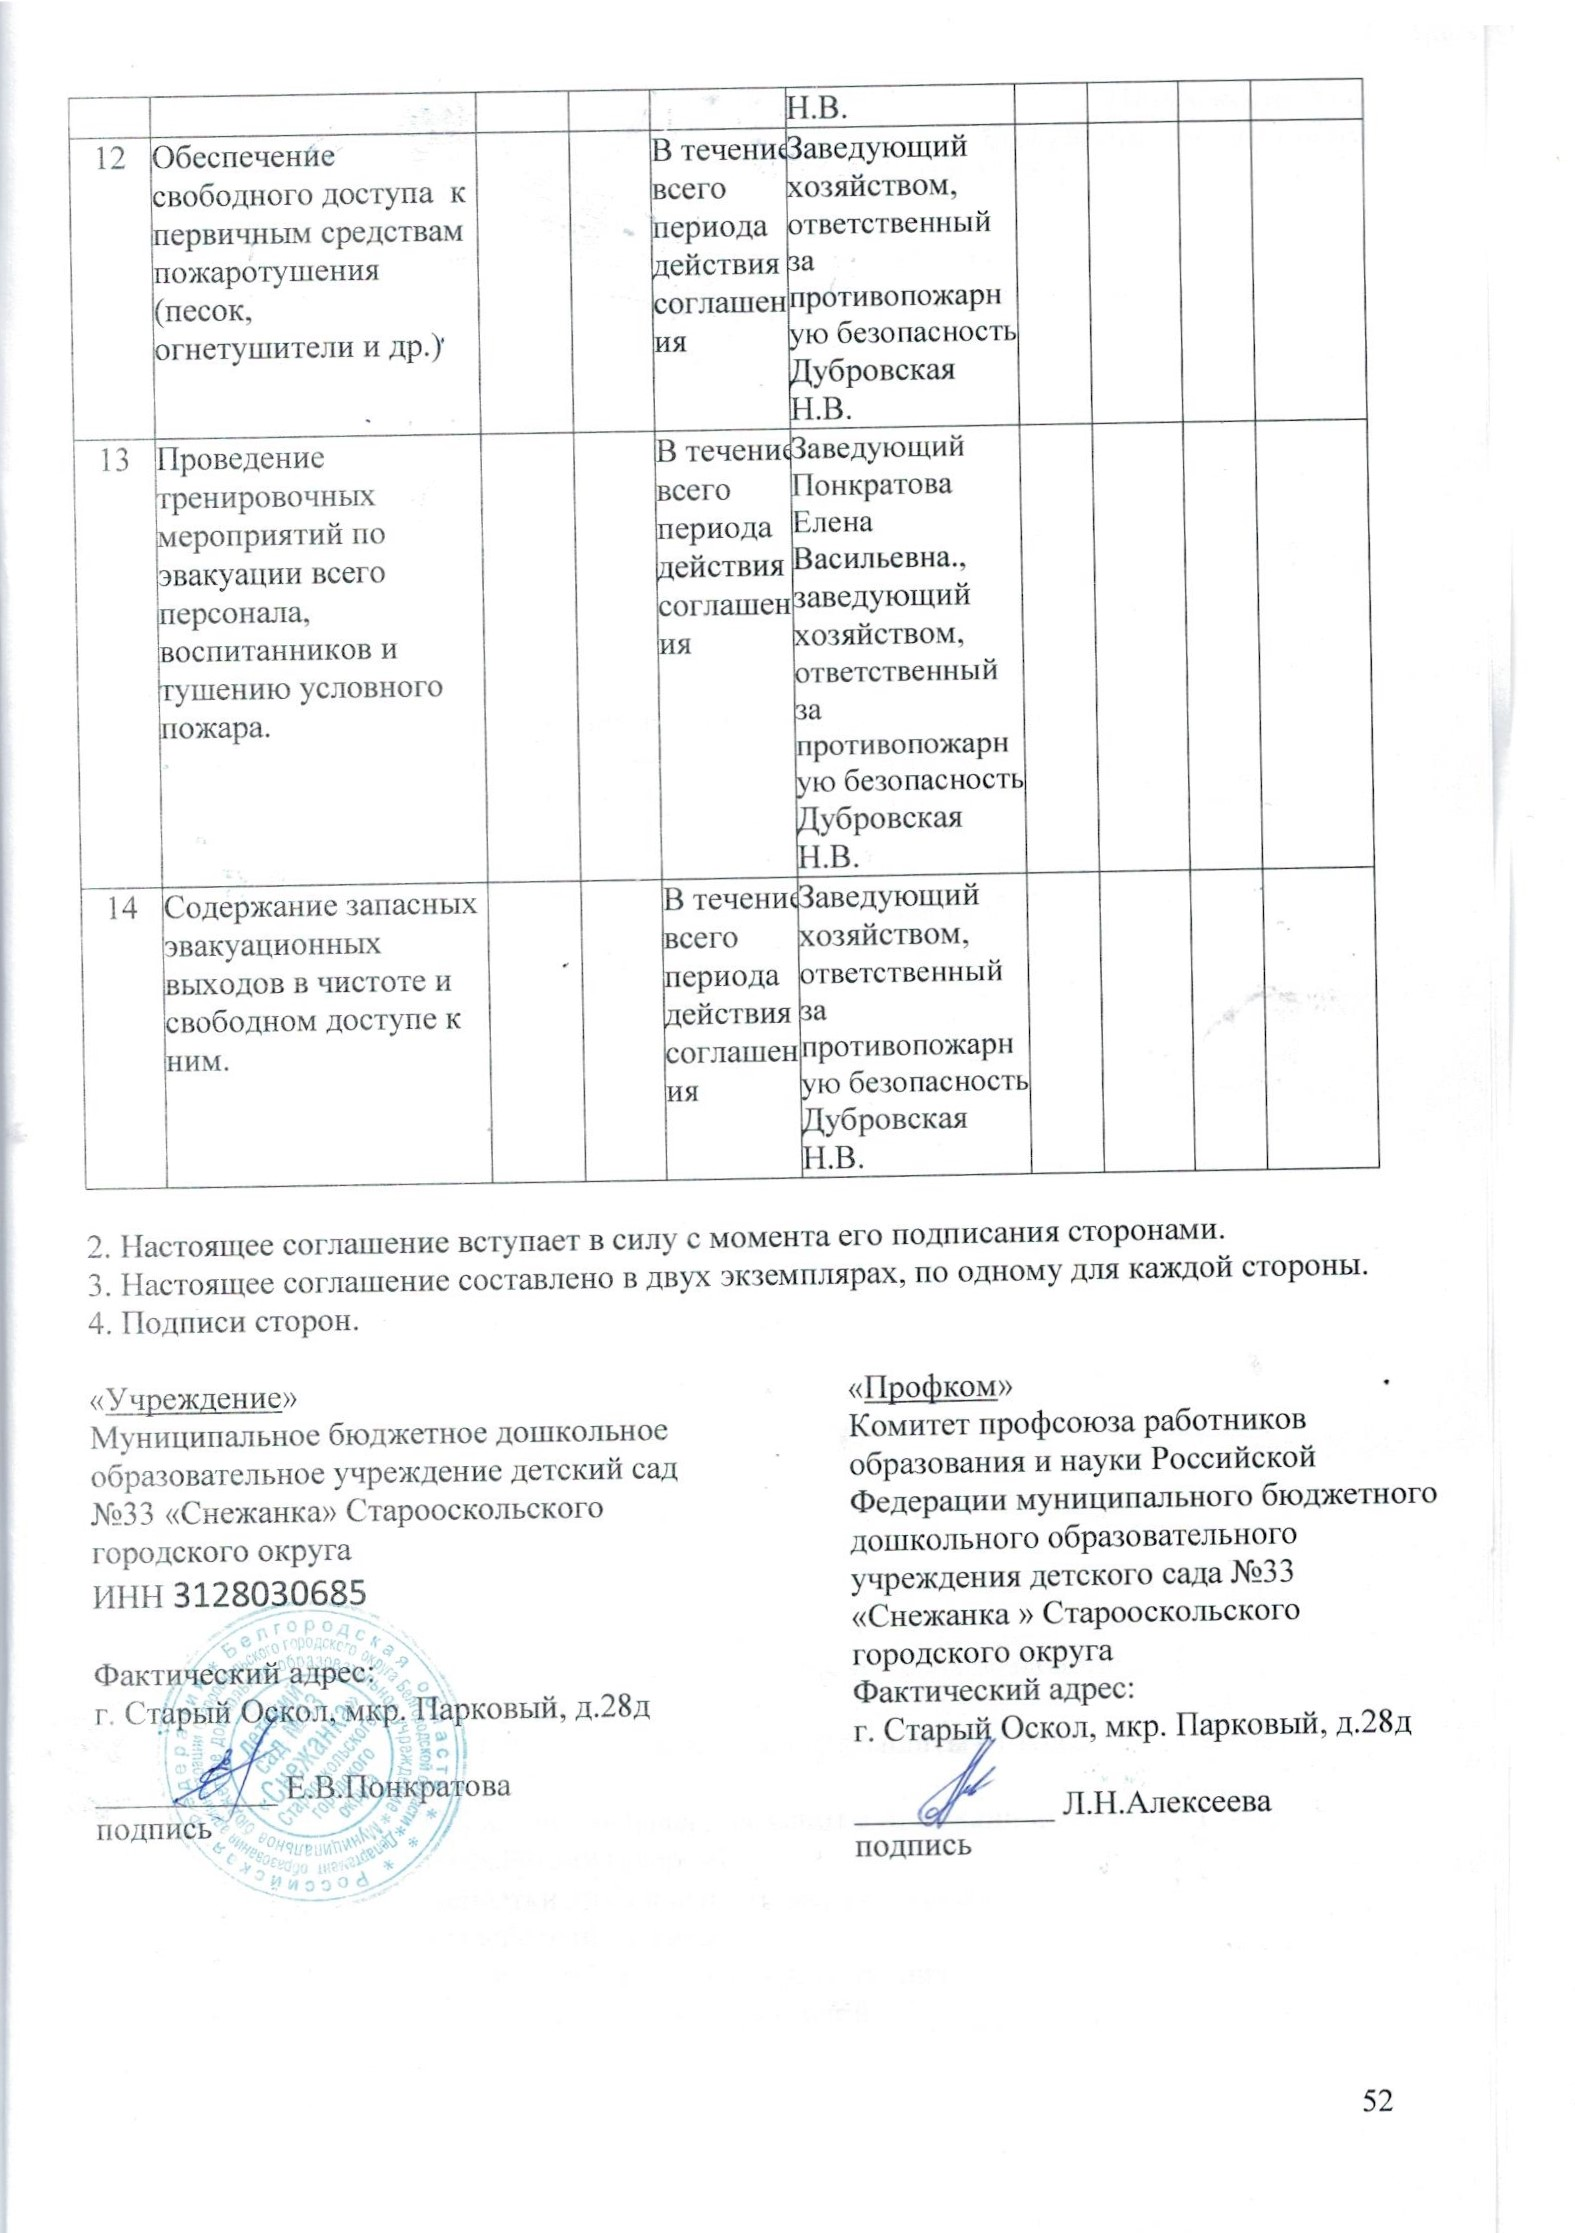 Н.В.
12
Обеспечение
свободного доступа к
первичным средствам
пожаротушения
(песок,
огнетушители и др.)
В течение
всего
периода
действия
соглашен
ия
Заведующий
хозяйством,
ответственный
за
противопожарн
ую безопасность
Дубровская
Н.В.
13
Проведение
тренировочных
мероприятий по
эвакуации всего
персонала,
воспитанников и
тушению условного
пожара.
В течение
всего
периода
действия
соглашен
ия
Заведующий
Понкратова
Елена
Васильевна.,
заведующий
хозяйством,
ответственный
за
противопожарн
ую безопасность
Дубровская
Н.В.
14
Содержание запасных
эвакуационных
выходов в чистоте и
свободном доступе к
ним.
В течение
всего
периода
действия
соглашен
ия
Заведующий
хозяйством,
ответственный
за
противопожарн
ую безопасность
Дубровская
Н.В.
2. Настоящее соглашение вступает в силу с момента его подписания сторонами.
3. Настоящее соглашение составлено в двух экземплярах, по одному для каждой стороны.
4. Подписи сторон.
«Учреждение»
Муниципальное бюджетное дошкольное
образовательное учреждение детский сад
№33 «Снежанка» Старооскольского
городского округа
ИНН 3128030685
Фактический адрес:
г. Старый Оскол, мкр. Парковый, д.28д
Е.В.Понкратова
подпись
детский
сад №33
«Снежанка»
Старооскольского
городского
округа
«Профком»
Комитет профсоюза работников
образования и науки Российской
Федерации муниципального бюджетного
дошкольного образовательного
учреждения детского сада №33
«Снежанка » Старооскольского
городского округа
Фактический адрес:
г. Старый Оскол, мкр. Парковый, д.28д
Л.Н.Алексеева
подпись
52